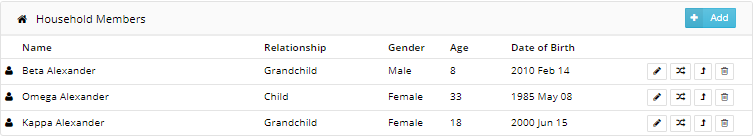 Household Members
Add
Name Relationship Gender Age Date of Birth
Beta Alexander Grandchild Male 8 2010 Feb 14
Omega Alexander Child Female 33 1985 May 08
Kappa Alexander Grandchild Female 18 2000 Jun 15